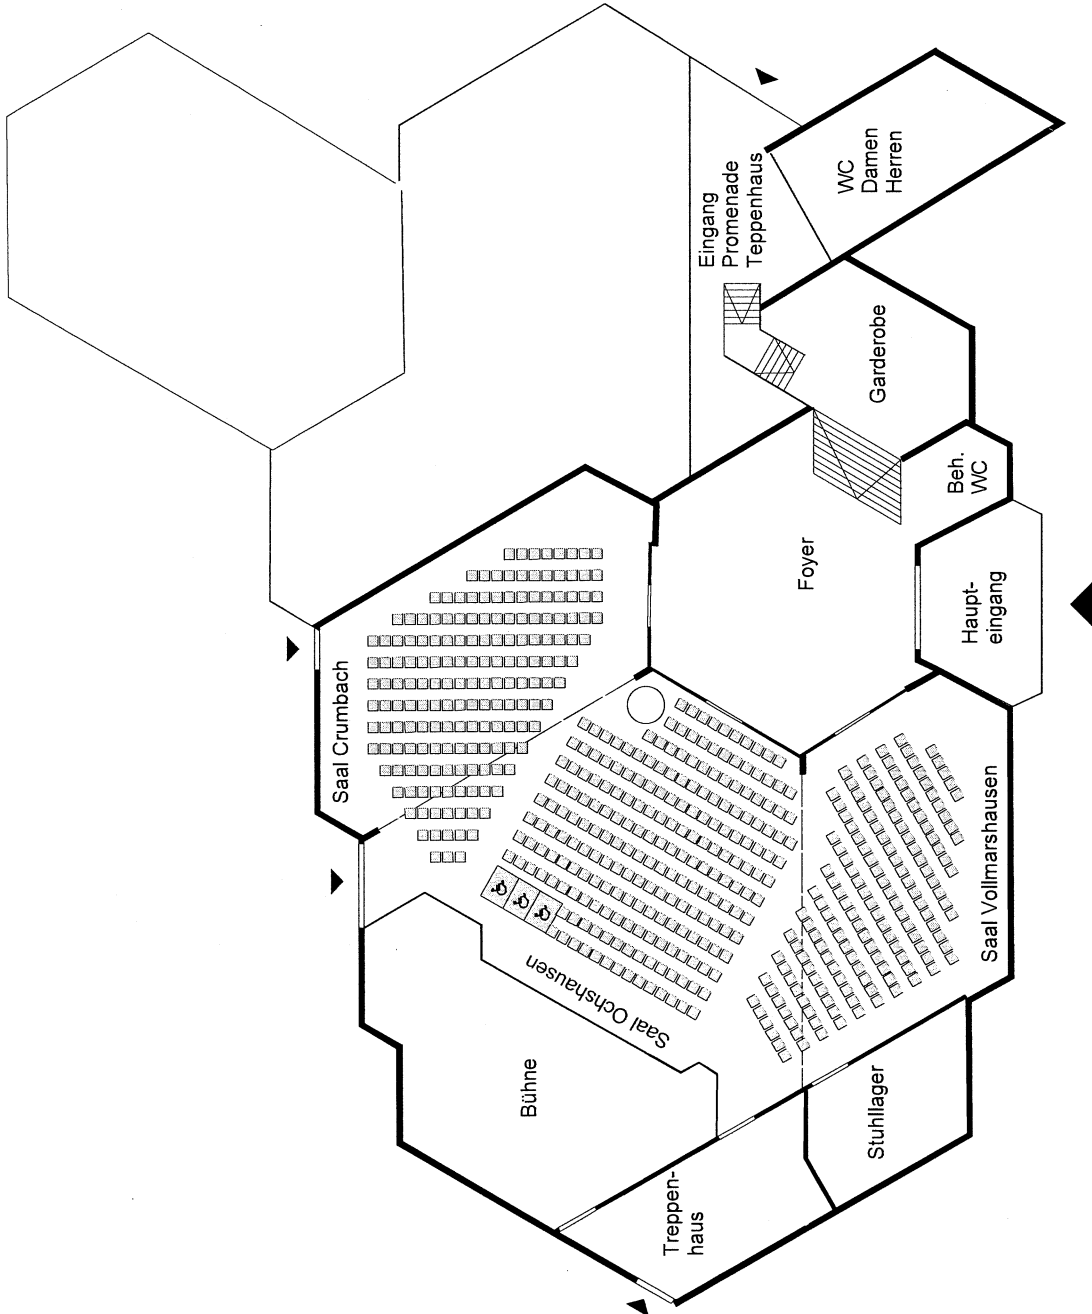 WC
Damen
Herren
Eingang
Promenade
Teppenhaus
Garderobe
Beh.
WC
Foyer
Haupt-
eingang
Saal Crumbach
Saal Vollmarshausen
Saal Ochshausen
Bühne
Stuhllager
Treppen-
haus